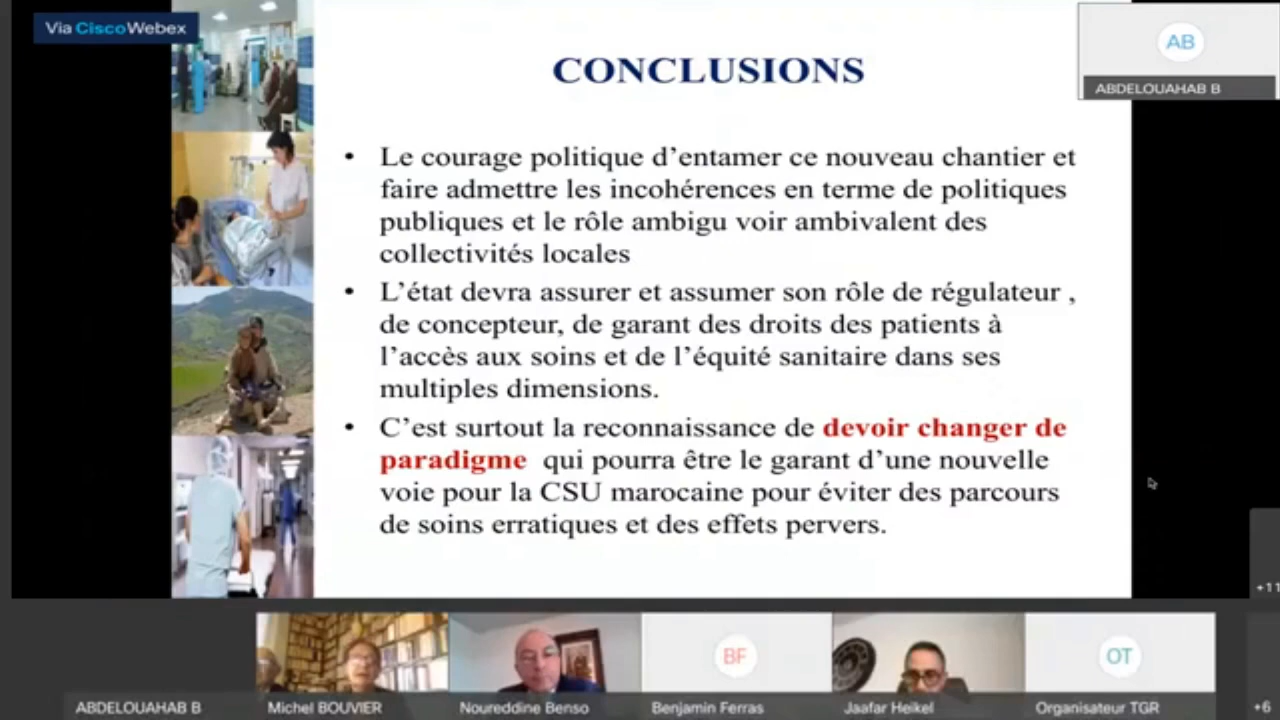 Via Cisco Webex
AB
ABDELOUAHAB B
CONCLUSIONS
• Le courage politique d'entamer ce nouveau chantier et
faire admettre les incohérences en terme de politiques
publiques et le rôle ambigu voir ambivalent des
collectivités locales
• L'état devra assurer et assumer son rôle de régulateur ,
de concepteur, de garant des droits des patients à
l'accès aux soins et de l'équité sanitaire dans ses
multiples dimensions.
• C'est surtout la reconnaissance de devoir changer de
paradigme qui pourra être le garant d'une nouvelle
voie pour la CSU marocaine pour éviter des parcours
de soins erratiques et des effets pervers.
+11
BF
OT
ABDELOUAHAB B
Michel BOUVIER
Noureddine Benso
Benjamin Ferras
Jaafar Heikel
Organisateur TGR
+6